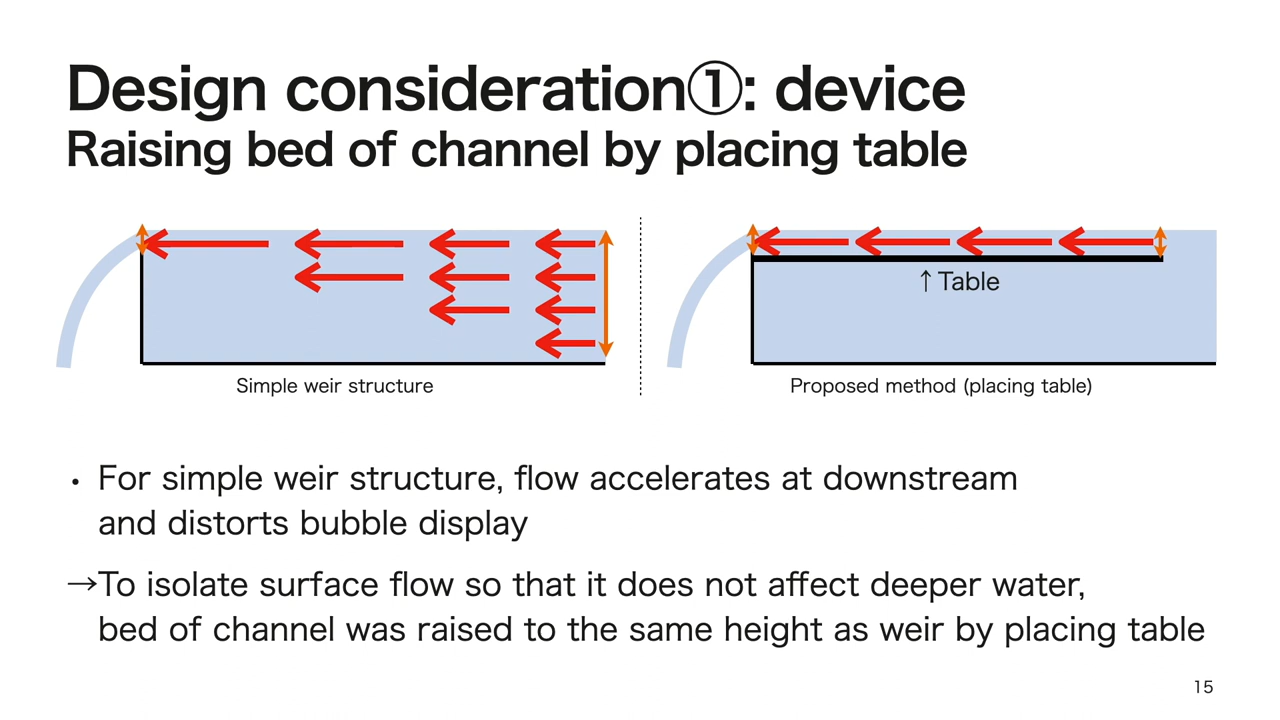 Design consideration①: device
Raising bed of channel by placing table
↑Table
Simple weir structure
Proposed method (placing table)
・For simple weir structure, flow accelerates at downstream
and distorts bubble display
→To isolate surface flow so that it does not affect deeper water,
bed of channel was raised to the same height as weir by placing table
15